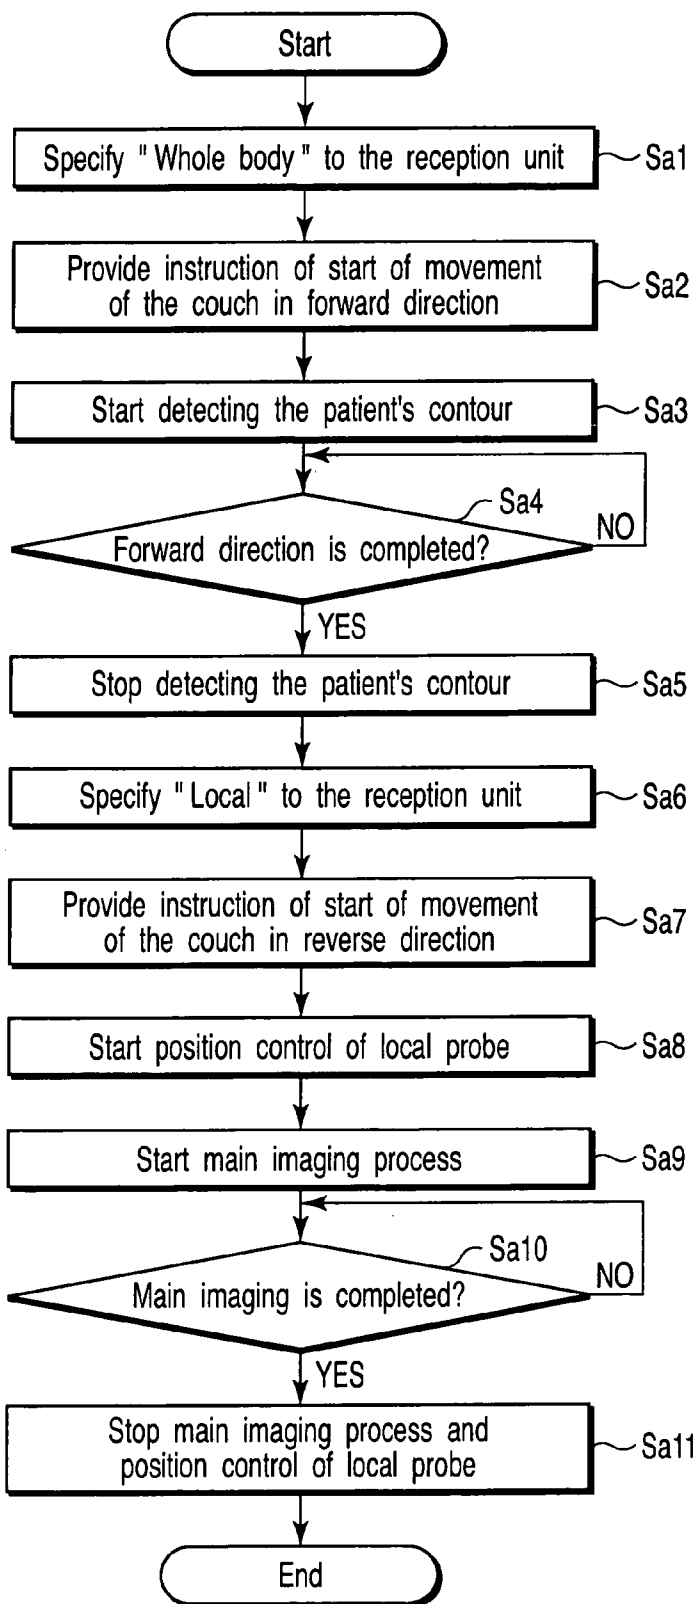 Start
Specify "Whole body" to the reception unit
Sa1
Provide instruction of start of movement
of the couch in forward direction
Sa2
Start detecting the patient's contour
Sa3
Sa4
Forward direction is completed?
NO
YES
Stop detecting the patient's contour
Sa5
Specify "Local" to the reception unit
Sa6
Provide instruction of start of movement
of the couch in reverse direction
Sa7
Start position control of local probe
Sa8
Start main imaging process
Sa9
Sa10
Main imaging is completed?
NO
YES
Stop main imaging process and
position control of local probe
Sa11
End